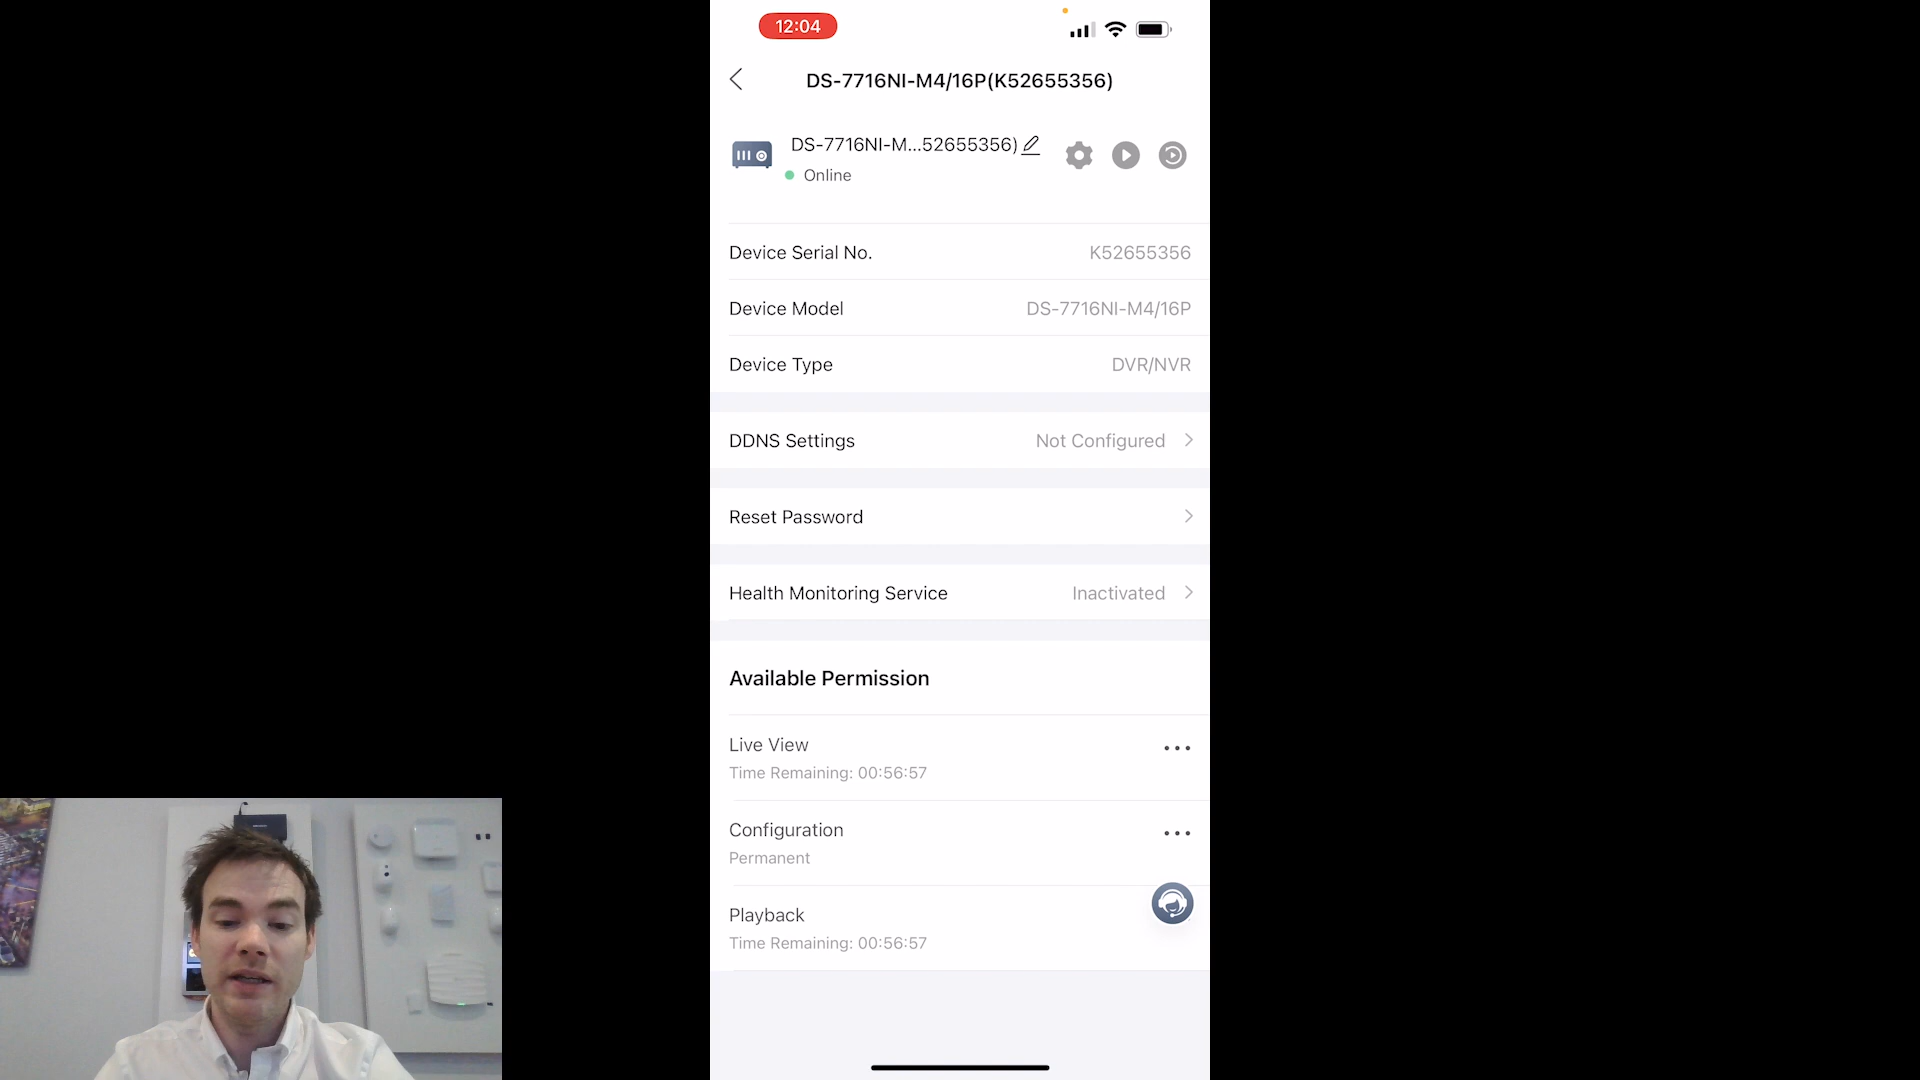 12:04
DS-7716NI-M4/16P(K52655356)
DS-7716NI-M...52655356)
Online
Device Serial No. K52655356
Device Model DS-7716NI-M4/16P
Device Type DVR/NVR
DDNS Settings Not Configured
Reset Password
Health Monitoring Service Inactivated
Available Permission
Live View
Time Remaining: 00:56:57
Configuration
Permanent
Playback
Time Remaining: 00:56:57